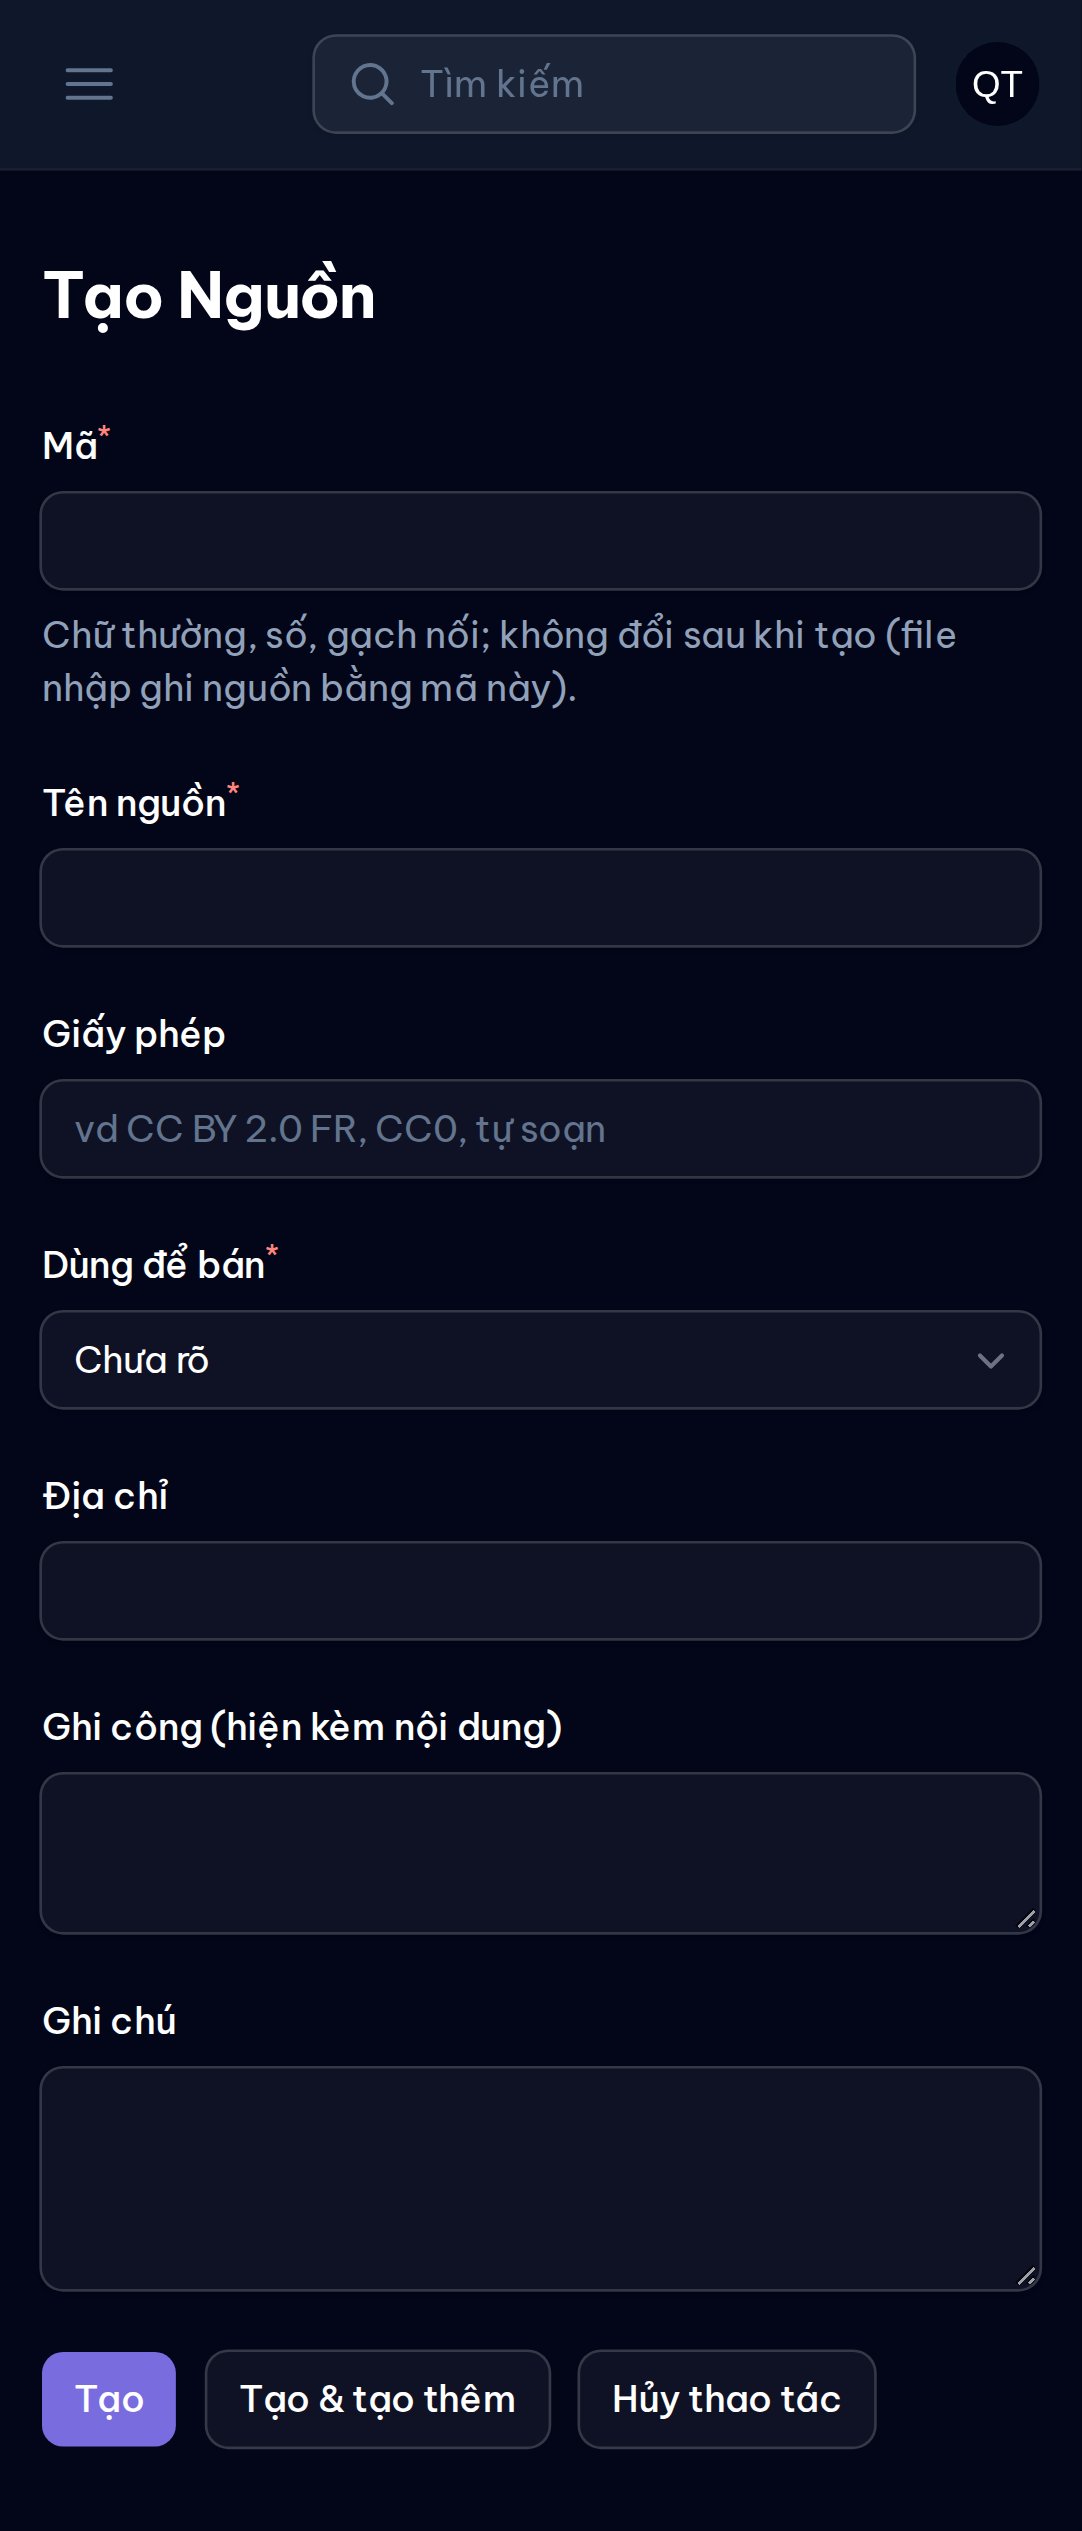 Tìm kiếm
QT
Tạo Nguồn
Mã*
Chữ thường, số, gạch nối; không đổi sau khi tạo (file
nhập ghi nguồn bằng mã này).
Tên nguồn*
Giấy phép
vd CC BY 2.0 FR, CC0, tự soạn
Dùng để bán*
Chưa rõ
Địa chỉ
Ghi công (hiện kèm nội dung)
Ghi chú
Tạo
Tạo & tạo thêm
Hủy thao tác